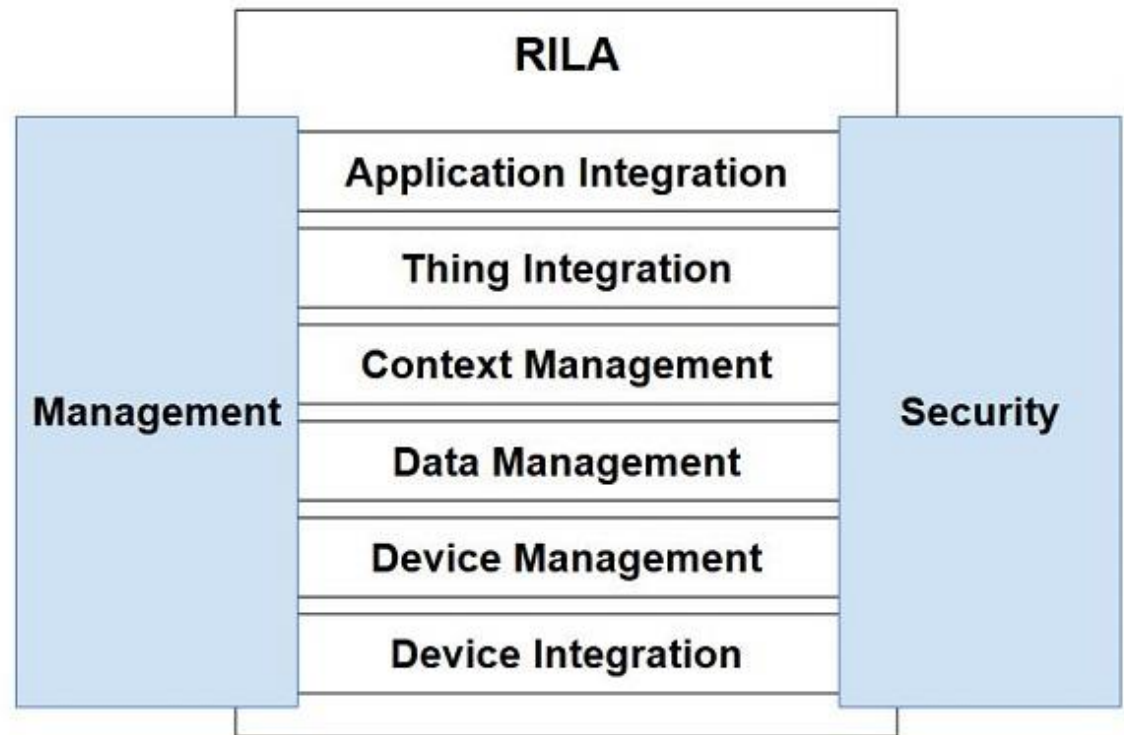 RILA
Application Integration
Thing Integration
Context Management
Management
Data Management
Security
Device Management
Device Integration